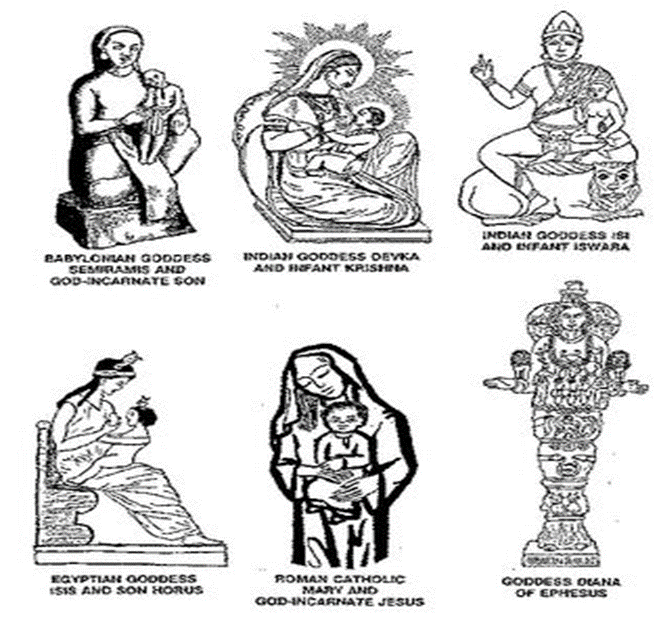 BABYLONIAN GODDESS
SEMIRAMIS AND
GOD-INCARNATE SON
INDIAN GODDESS DEVKA
AND INFANT KRISHNA
INDIAN GODDESS ISI
AND INFANT ISWARA
EGYPTIAN GODDESS
ISIS AND SON HORUS
ROMAN CATHOLIC
MARY AND
GOD-INCARNATE JESUS
GODDESS DIANA
OF EPHESUS